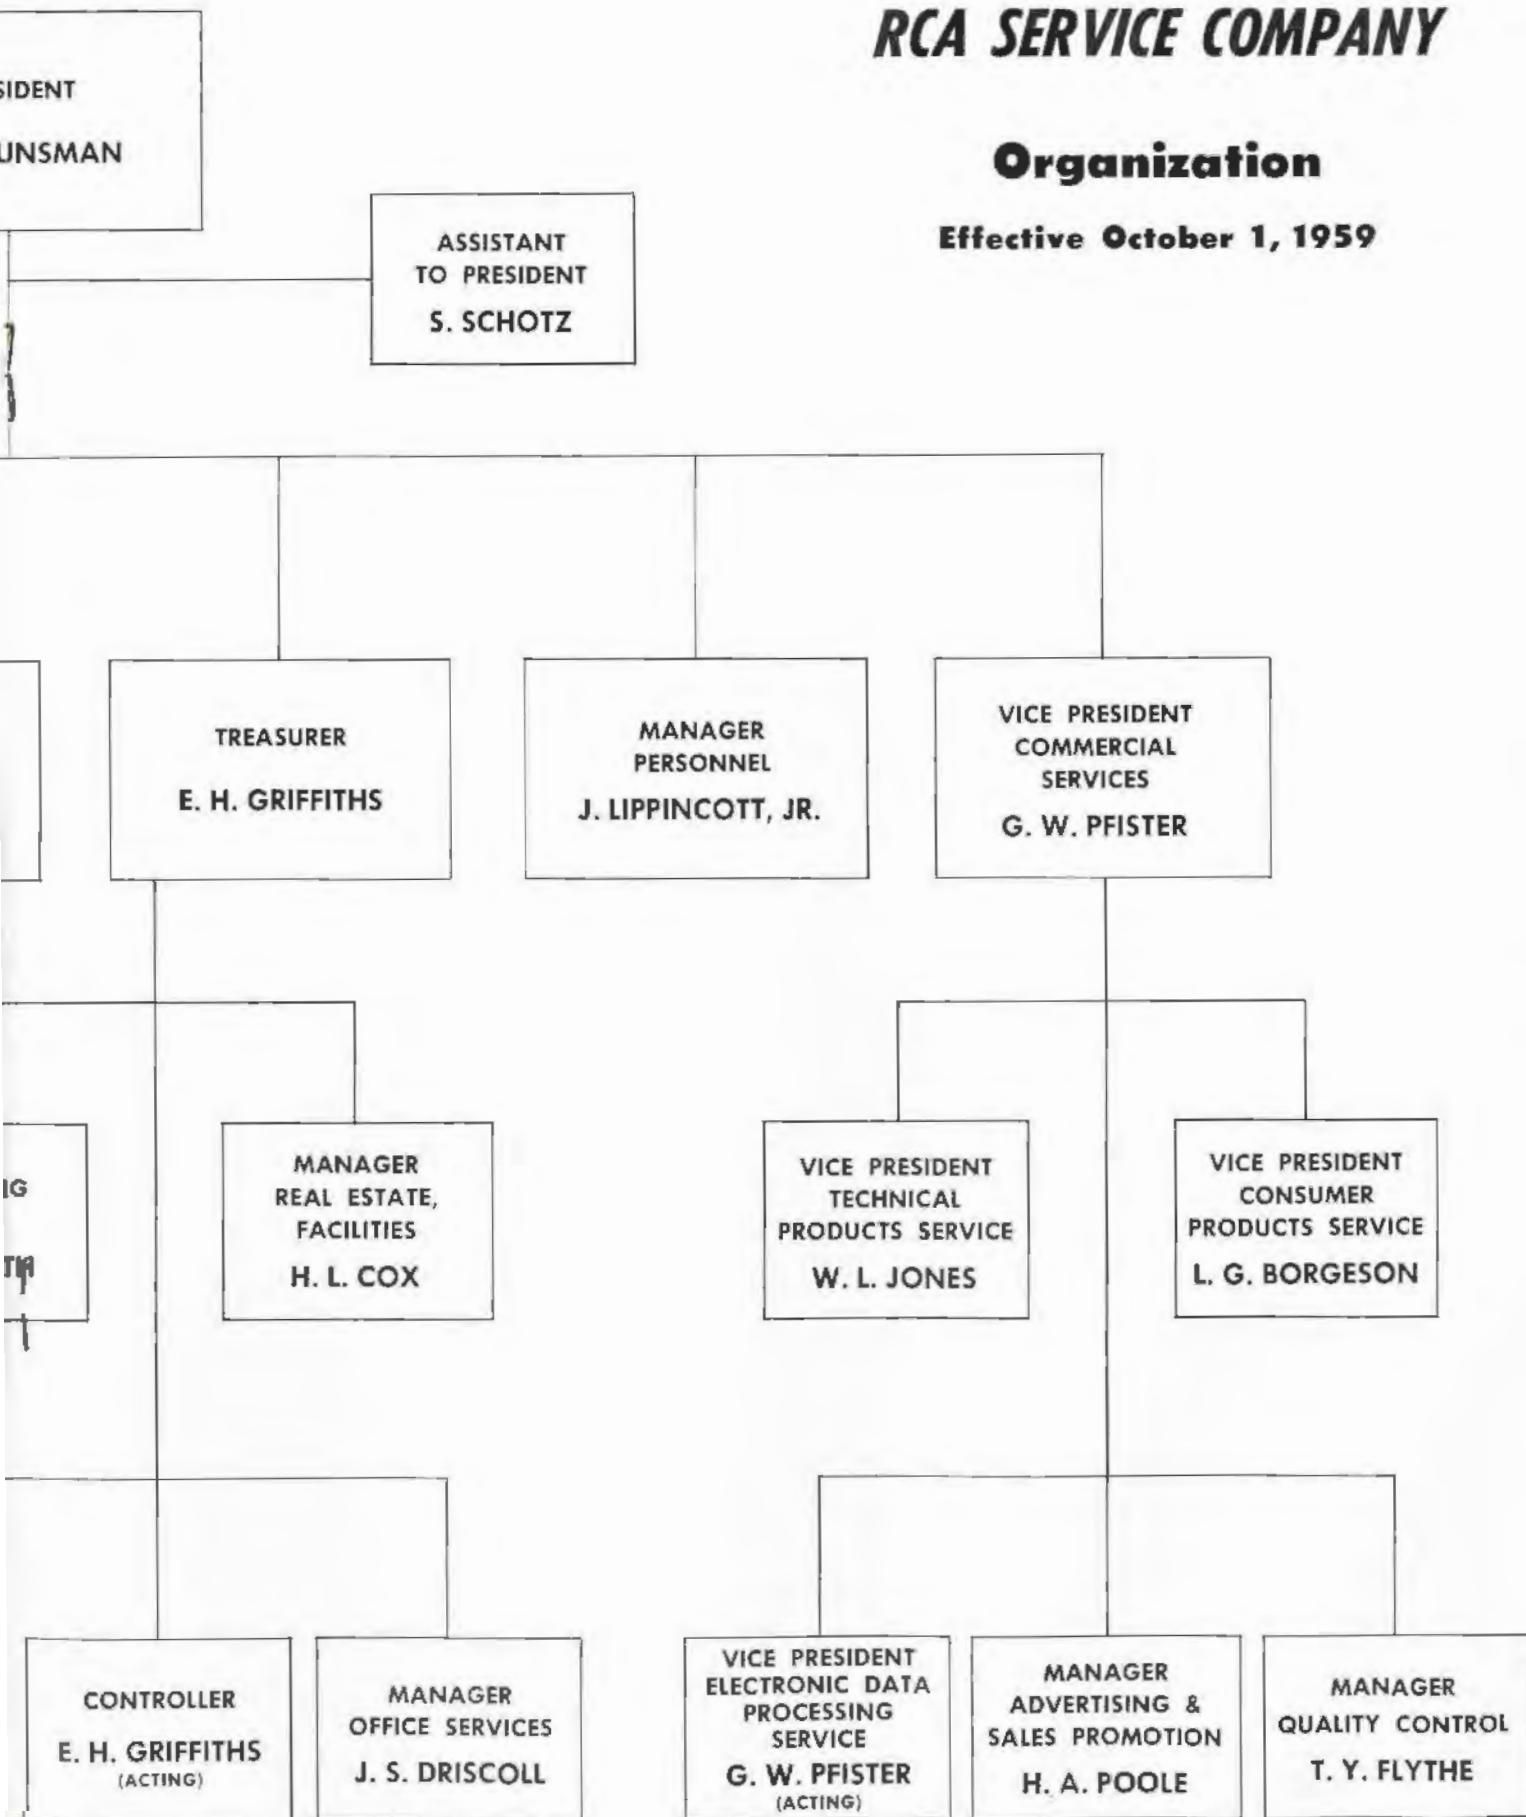 RCA SERVICE COMPANY
Organization
Effective October 1, 1959
SIDENT
UNSMAN
ASSISTANT
TO PRESIDENT
S. SCHOTZ
TREASURER
E. H. GRIFFITHS
MANAGER
PERSONNEL
J. LIPPINCOTT, JR.
VICE PRESIDENT
COMMERCIAL
SERVICES
G. W. PFISTER
IG
MANAGER
REAL ESTATE,
FACILITIES
H. L. COX
VICE PRESIDENT
TECHNICAL
PRODUCTS SERVICE
W. L. JONES
VICE PRESIDENT
CONSUMER
PRODUCTS SERVICE
L. G. BORGESON
CONTROLLER
E. H. GRIFFITHS
(ACTING)
MANAGER
OFFICE SERVICES
J. S. DRISCOLL
VICE PRESIDENT
ELECTRONIC DATA
PROCESSING
SERVICE
G. W. PFISTER
(ACTING)
MANAGER
ADVERTISING &
SALES PROMOTION
H. A. POOLE
MANAGER
QUALITY CONTROL
T. Y. FLYTHE